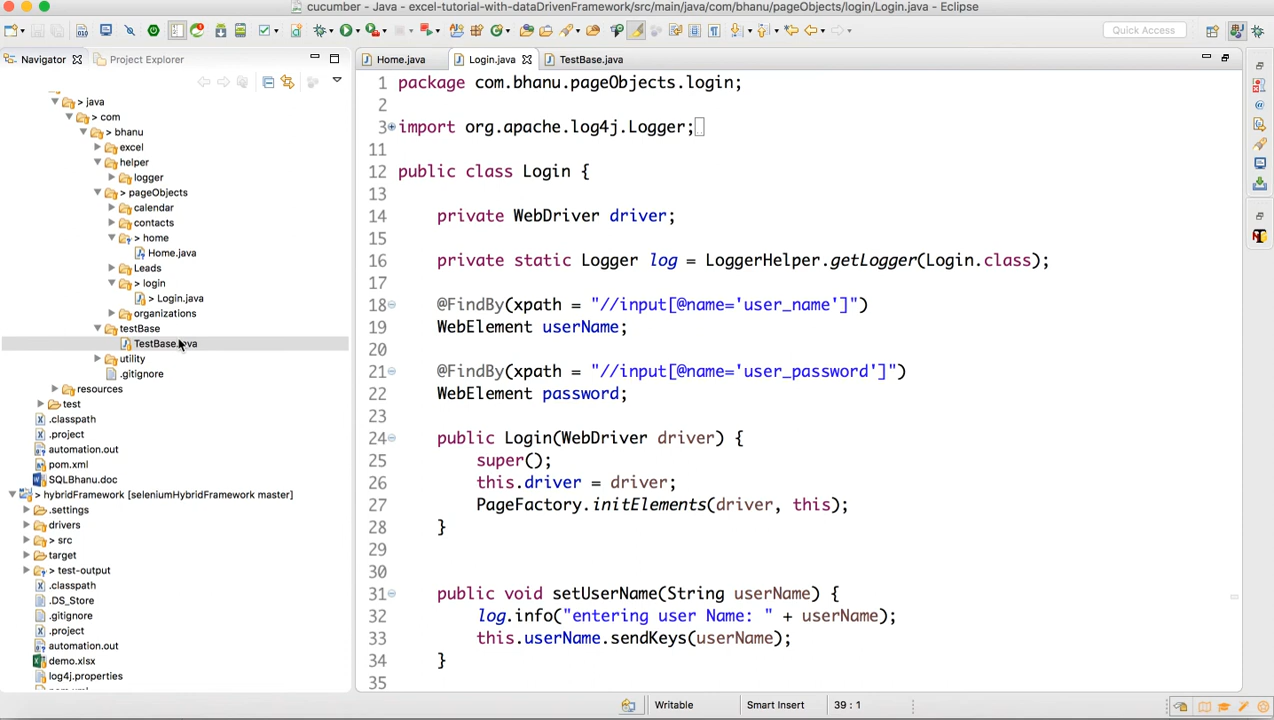 cucumber - Java - excel-tutorial-with-dataDrivenFramework/src/main/java/com/bhanu/pageObjects/login/Login.java - Eclipse
Quick Access
Navigator
Project Explorer
> java
> com
> bhanu
excel
helper
logger
> pageObjects
calendar
contacts
> home
Home.java
Leads
> login
> Login.java
organizations
testBase
TestBase.java
utility
.gitignore
resources
test
.classpath
.project
automation.out
pom.xml
SQLBhanu.doc
> hybridFramework [seleniumHybridFramework master]
.settings
drivers
> src
target
> test-output
.classpath
.DS_Store
.gitignore
.project
automation.out
demo.xlsx
log4j.properties
Home.java
Login.java
TestBase.java
1 package com.bhanu.pageObjects.login;
2
3 import org.apache.log4j.Logger;
11
12 public class Login {
13
14 private WebDriver driver;
15
16 private static Logger log = LoggerHelper.getLogger(Login.class);
17
18 @FindBy(xpath = "//input[@name='user_name']")
19 WebElement userName;
20
21 @FindBy(xpath = "//input[@name='user_password']")
22 WebElement password;
23
24 public Login(WebDriver driver) {
25 super();
26 this.driver = driver;
27 PageFactory.initElements(driver, this);
28 }
29
30
31 public void setUserName(String userName) {
32 log.info("entering user Name: " + userName);
33 this.userName.sendKeys(userName);
34 }
35
Writable
Smart Insert
39 : 1